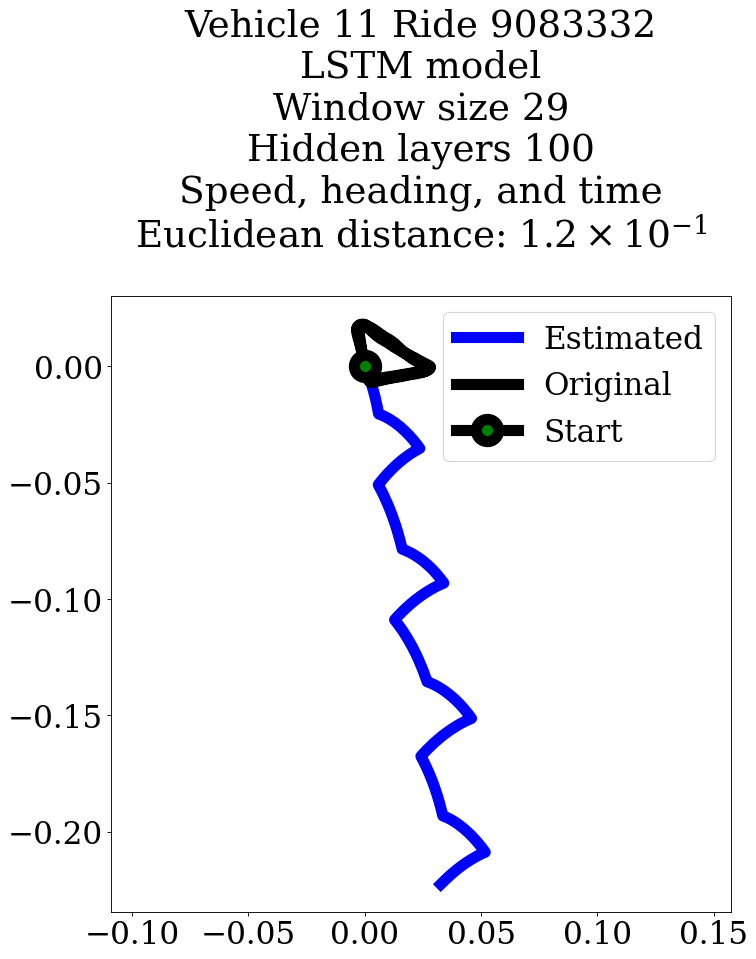 Vehicle 11 Ride 9083332
LSTM model
Window size 29
Hidden layers 100
Speed, heading, and time
Euclidean distance: 1.2 × 10⁻¹
Estimated
Original
Start
0.00
−0.05
−0.10
−0.15
−0.20
−0.10 −0.05 0.00 0.05 0.10 0.15